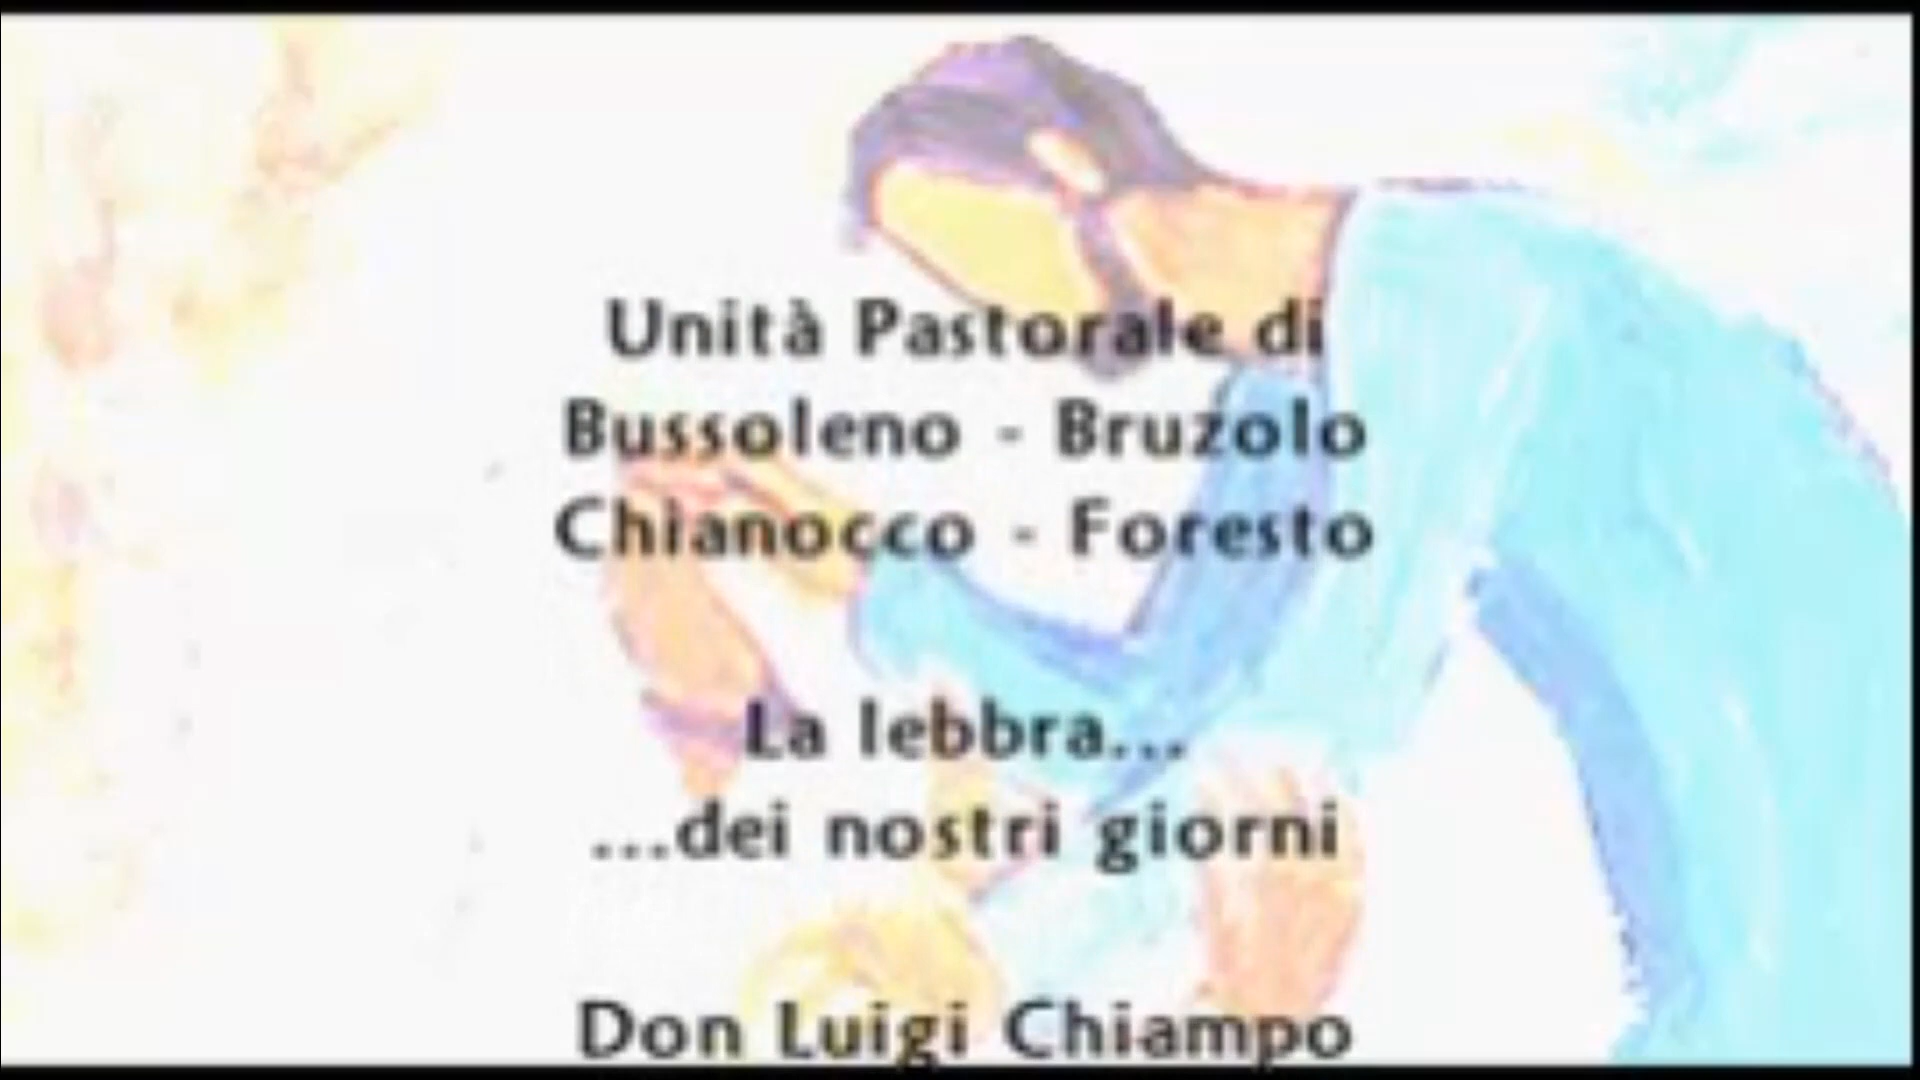 Unità Pastorale di
Bussoleno - Bruzolo
Chianocco - Foresto
La lebbra...
...dei nostri giorni
Don Luigi Chiampo